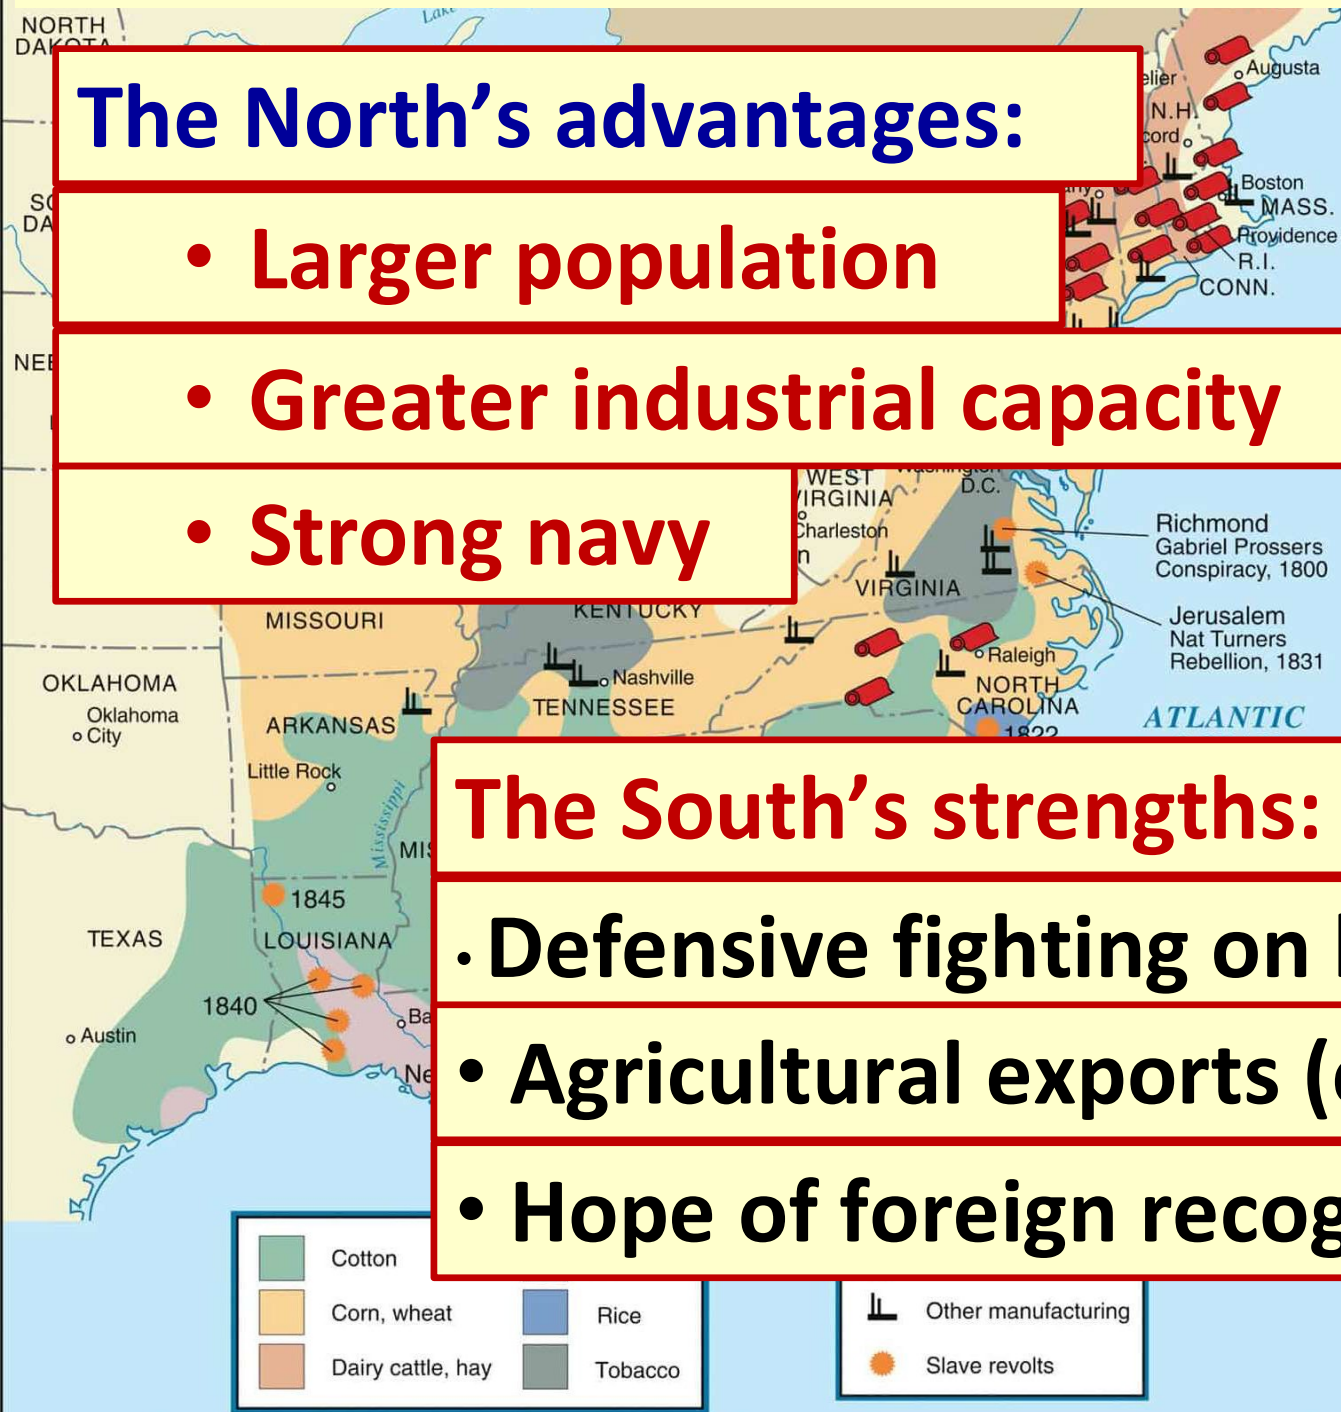 NORTH
Lake
Augusta
N.H.
Boston
MASS.
Providence
R.I.
CONN.
The North’s advantages:
• Larger population
• Greater industrial capacity
• Strong navy
WEST
D.C.
Charleston
VIRGINIA
KENTUCKY
MISSOURI
Richmond
Gabriel Prossers
Conspiracy, 1800
Jerusalem
Nat Turners
Rebellion, 1831
OKLAHOMA
Oklahoma
City
ARKANSAS
Little Rock
Nashville
TENNESSEE
Raleigh
NORTH
CAROLINA
1822
ATLANTIC
Mississippi
The South’s strengths:
• Defensive fighting on
• Agricultural exports (
• Hope of foreign recog
1845
TEXAS
LOUISIANA
1840
Austin
Cotton
Corn, wheat
Dairy cattle, hay
Rice
Tobacco
Other manufacturing
Slave revolts